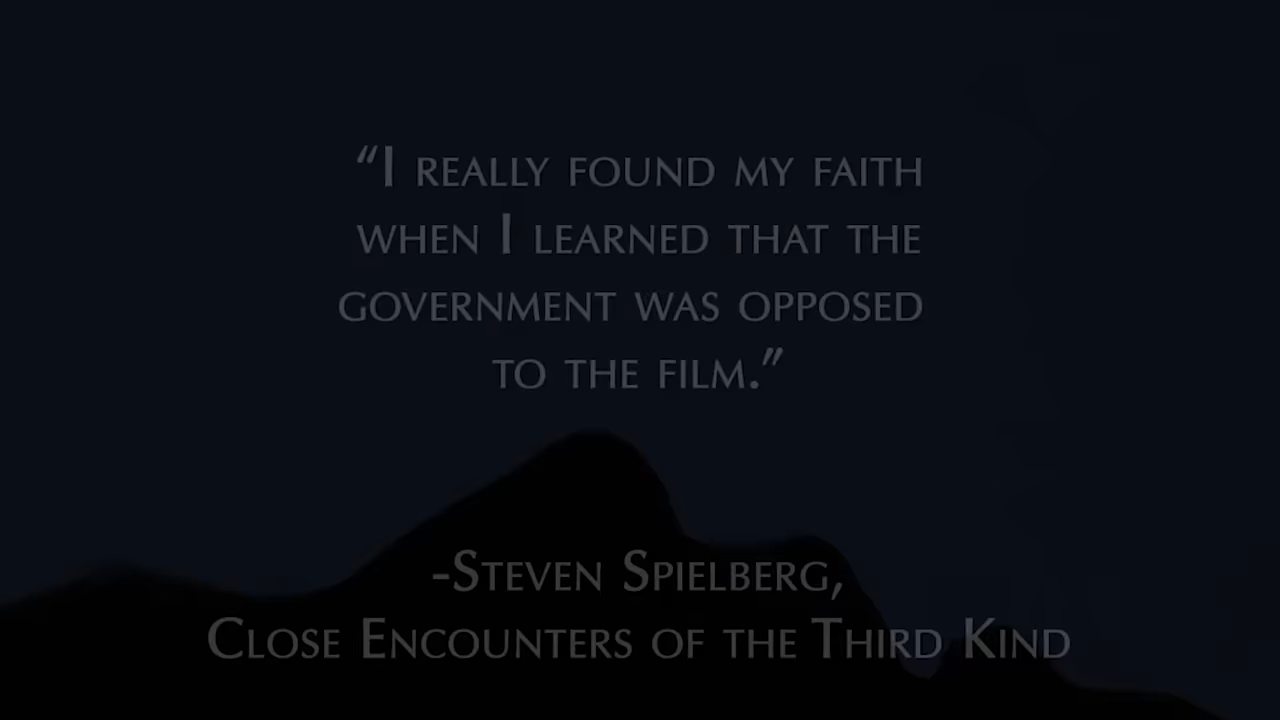 “I really found my faith
when I learned that the
government was opposed
to the film.”
-Steven Spielberg,
Close Encounters of the Third Kind